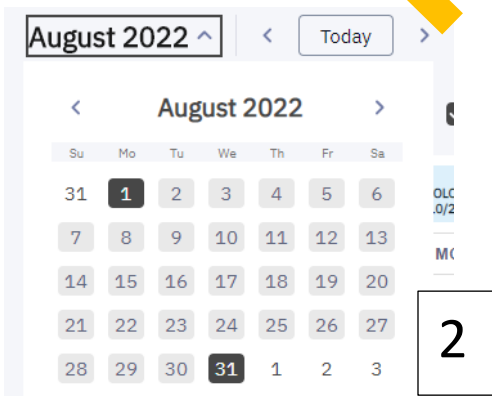 August 2022 Today
August 2022
Su Mo Tu We Th Fr Sa
31 1 2 3 4 5 6
7 8 9 10 11 12 13
14 15 16 17 18 19 20
21 22 23 24 25 26 27
28 29 30 31 1 2 3
2